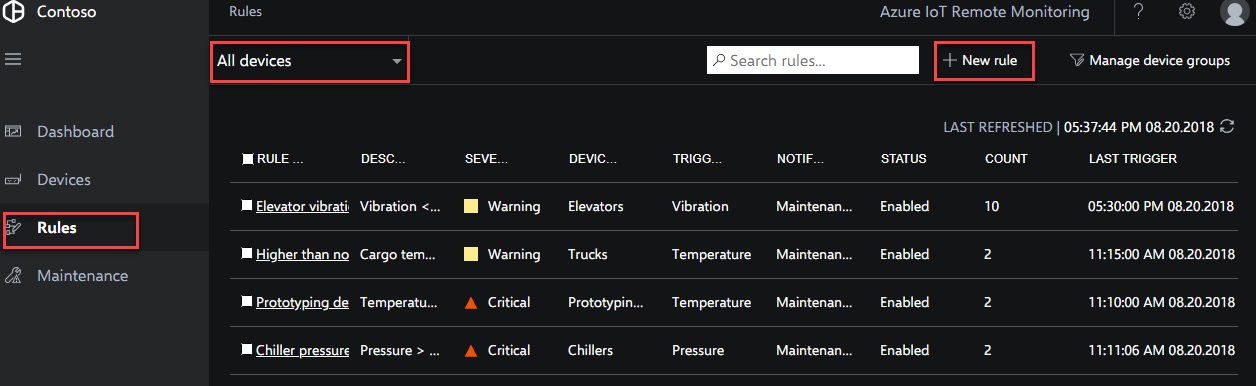 Contoso
Rules
Azure IoT Remote Monitoring
?
All devices
Search rules...
+ New rule
Manage device groups
Dashboard
Devices
Rules
Maintenance
LAST REFRESHED | 05:37:44 PM 08.20.2018
RULE ... DESC... SEVE... DEVIC... TRIGG... NOTIF... STATUS COUNT LAST TRIGGER
Elevator vibrati Vibration <... Warning Elevators Vibration Maintenan... Enabled 10 05:30:00 PM 08.20.2018
Higher than no Cargo tem... Warning Trucks Temperature Maintenan... Enabled 2 11:15:00 AM 08.20.2018
Prototyping de Temperatu... Critical Prototypin... Temperature Maintenan... Enabled 2 11:10:00 AM 08.20.2018
Chiller pressure Pressure > ... Critical Chillers Pressure Maintenan... Enabled 2 11:11:06 AM 08.20.2018